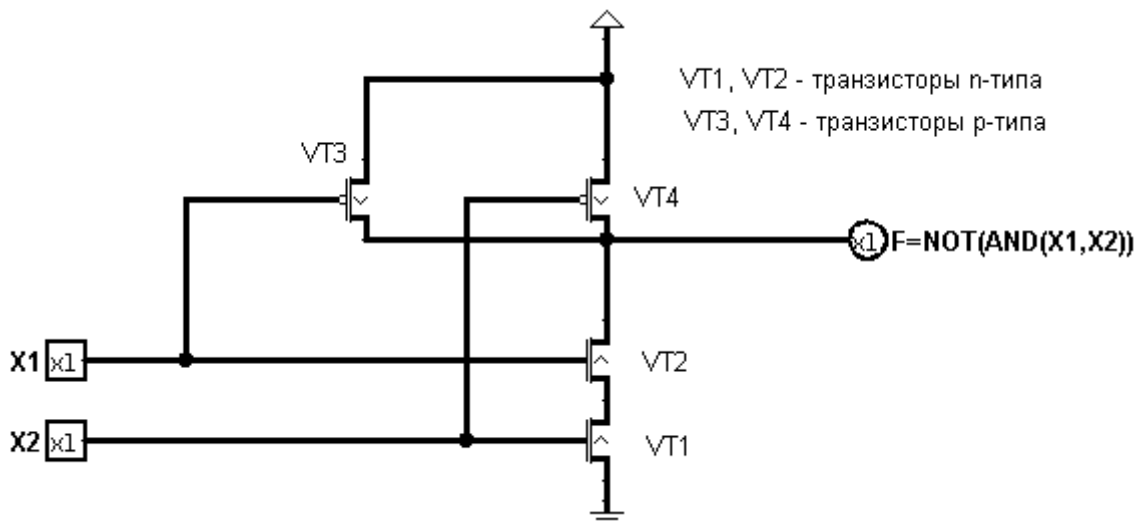 VT1, VT2 - транзисторы n-типа
VT3, VT4 - транзисторы p-типа
VT3
VT4
x1 F=NOT(AND(X1,X2))
X1 x1
VT2
X2 x1
VT1